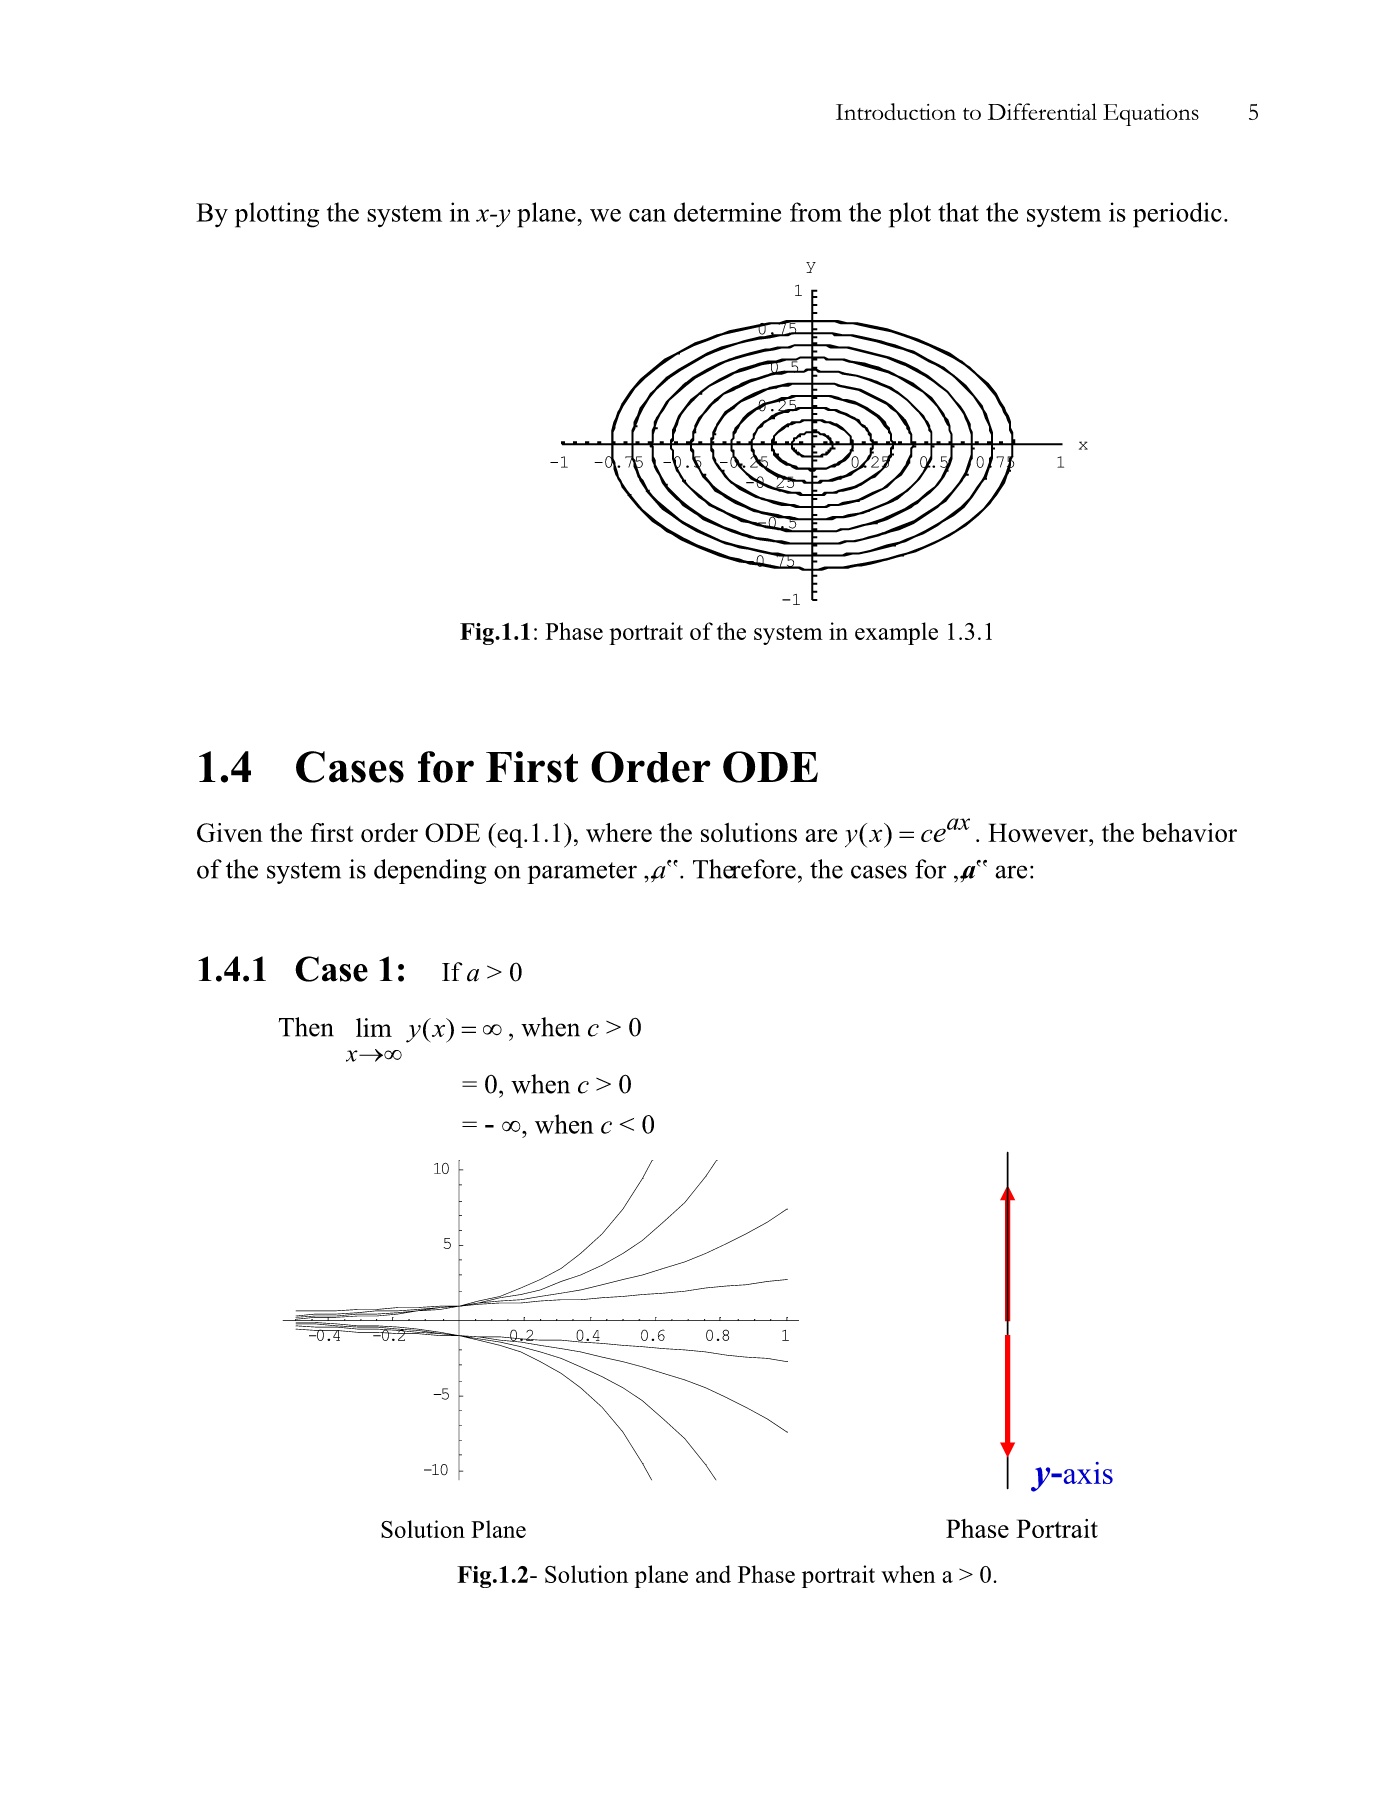 Introduction to Differential Equations 5
By plotting the system in x-y plane, we can determine from the plot that the system is periodic.
y
1
0.75
0.5
0.25
x
-1 -0.75 -0.5 -0.25 0.25 0.5 0.75 1
-0.25
-0.5
-0.75
-1
Fig.1.1: Phase portrait of the system in example 1.3.1
1.4 Cases for First Order ODE
Given the first order ODE (eq.1.1), where the solutions are y(x) = ce^{ax}. However, the behavior
of the system is depending on parameter „a‟. Therefore, the cases for „a‟ are:
1.4.1 Case 1: If a > 0
Then lim y(x) = ∞, when c > 0
x→∞
= 0, when c > 0
= - ∞, when c < 0
10
5
-0.4 -0.2 0.2 0.4 0.6 0.8 1
-5
-10
y-axis
Solution Plane Phase Portrait
Fig.1.2- Solution plane and Phase portrait when a > 0.